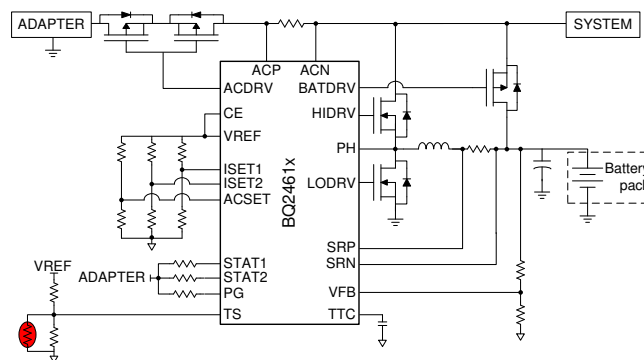 ADAPTER
SYSTEM
ACP
ACN
ACDRV
BATDRV
CE
HIDRV
VREF
PH
ISET1
ISET2
LODRV
ACSET
BQ2461x
Battery
pack
SRP
STAT1
SRN
ADAPTER
STAT2
VREF
PG
VFB
TS
TTC